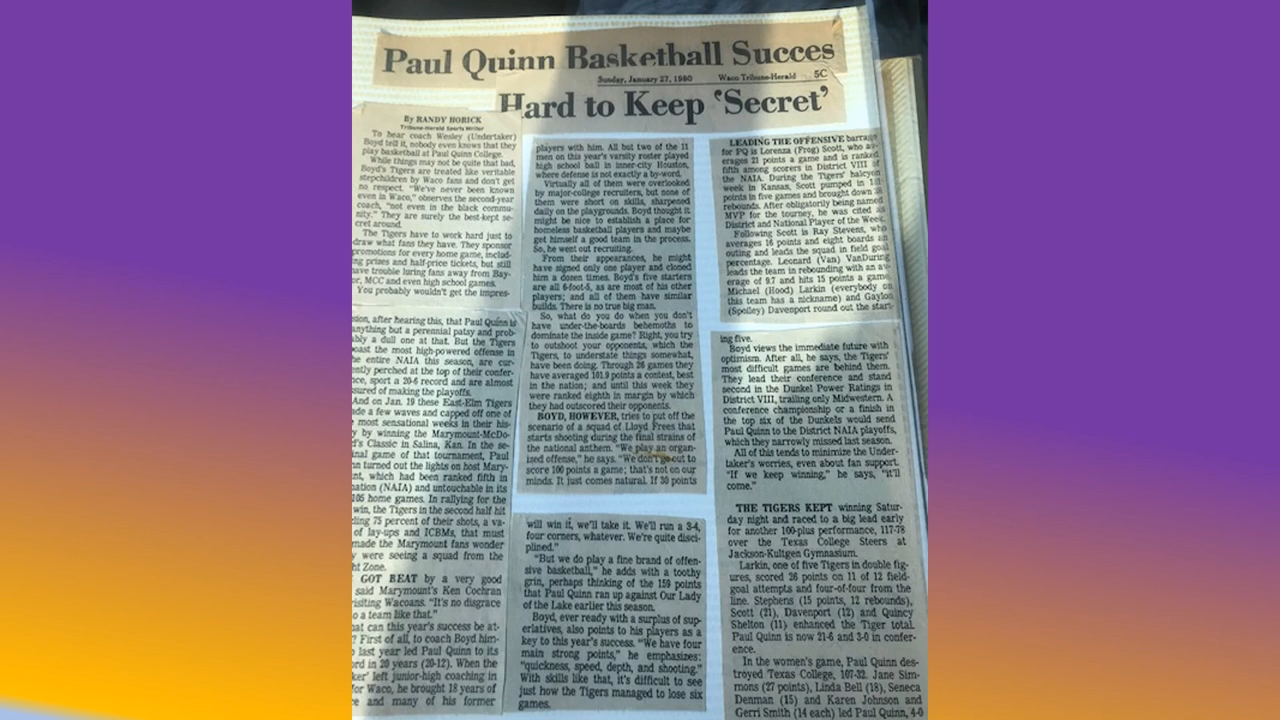 Paul Quinn Basketball Succes
Sunday, January 27, 1980 Waco Tribune-Herald 5C
Hard to Keep 'Secret'
By RANDY HORICK
Tribune-Herald Sports Writer
To hear coach Wesley (Undertaker)
Boyd tell it, nobody even knows that they
play basketball at Paul Quinn College.
While things may not be quite that bad,
Boyd's Tigers are treated like veritable
stepchildren by Waco fans and don't get
no respect. "We've never been known
even in Waco," observes the second-year
coach, "not even in the black commu-
nity." They are surely the best-kept se-
cret around.
The Tigers have to work hard just to
draw what fans they have. They sponsor
promotions for every home game, includ-
ing prizes and half-price tickets, but still
have trouble luring fans away from Bay-
or, MCC and even high school games.
You probably wouldn't get the impres-
sion, after hearing this, that Paul Quinn is
anything but a perennial patsy and prob-
ably a dull one at that. But the Tigers
boast the most high-powered offense in
he entire NAIA this season, are cur-
ently perched at the top of their confer-
nce, sport a 20-6 record and are almost
ssured of making the playoffs.
And on Jan. 19 these East-Elm Tigers
ade a few waves and capped off one of
most sensational weeks in their his-
y by winning the Marymount-McDo-
d's Classic in Salina, Kan. In the se-
inal game of that tournament, Paul
nn turned out the lights on host Mary-
nt, which had been ranked fifth in
nation (NAIA) and untouchable in its
105 home games. In rallying for the
win, the Tigers in the second half hit
ling 75 percent of their shots, a va-
of lay-ups and ICBMs, that must
made the Marymount fans wonder
y were seeing a squad from the
ht Zone.
GOT BEAT by a very good
said Marymount's Ken Cochran
visiting Wacoans. "It's no disgrace
o a team like that."
hat can this year's success be at-
? First of all, to coach Boyd him-
last year led Paul Quinn to its
ord in 20 years (20-12). When the
ker' left junior-high coaching in
for Waco, he brought 18 years of
e and many of his former
players with him. All but two of the 11
men on this year's varsity roster played
high school ball in inner-city Houston,
where defense is not exactly a by-word.
Virtually all of them were overlooked
by major-college recruiters, but none of
them were short on skills, sharpened
daily on the playgrounds. Boyd thought it
might be nice to establish a place for
homeless basketball players and maybe
get himself a good team in the process.
So, he went out recruiting.
From their appearances, he might
have signed only one player and cloned
him a dozen times. Boyd's five starters
are all 6-foot-5, as are most of his other
players; and all of them have similar
builds. There is no true big man.
So, what do you do when you don't
have under-the-boards behemoths to
dominate the inside game? Right, you try
to outshoot your opponents, which the
Tigers, to understate things somewhat,
have been doing. Through 26 games they
have averaged 101.9 points a contest, best
in the nation; and until this week they
were ranked eighth in margin by which
they had outscored their opponents.
BOYD, HOWEVER, tries to put off the
scenario of a squad of Lloyd Frees that
starts shooting during the final strains of
the national anthem. "We play an organ-
ized offense," he says. "We don't go out to
score 100 points a game; that's not on our
minds. It just comes natural. If 30 points
will win it, we'll take it. We'll run a 3-4,
four corners, whatever. We're quite disci-
plined."
"But we do play a fine brand of offen-
sive basketball," he adds with a toothy
grin, perhaps thinking of the 159 points
that Paul Quinn ran up against Our Lady
of the Lake earlier this season.
Boyd, ever ready with a surplus of sup-
erlatives, also points to his players as a
key to this year's success. "We have four
main strong points," he emphasizes:
"quickness, speed, depth, and shooting."
With skills like that, it's difficult to see
just how the Tigers managed to lose six
games.
LEADING THE OFFENSIVE barrage
for PQ is Lorenza (Frog) Scott, who av-
erages 21 points a game and is ranked
fifth among scorers in District VIII of
the NAIA. During the Tigers' halcyon
week in Kansas, Scott pumped in
points in five games and brought down
rebounds. After obligatorily being named
MVP for the tourney, he was cited as
District and National Player of the Week.
Following Scott is Ray Stevens, who
averages 16 points and eight boards an
outing and leads the squad in field goal
percentage. Leonard (Van) VanDuring
leads the team in rebounding with an av-
erage of 9.7 and hits 15 points a game.
Michael (Hood) Larkin (everybody on
this team has a nickname) and Gaylon
(Spolley) Davenport round out the start-
ing five.
Boyd views the immediate future with
optimism. After all, he says, the Tigers'
most difficult games are behind them.
They lead their conference and stand
second in the Dunkel Power Ratings in
District VIII, trailing only Midwestern. A
conference championship or a finish in
the top six of the Dunkels would send
Paul Quinn to the District NAIA playoffs,
which they narrowly missed last season.
All of this tends to minimize the Under-
taker's worries, even about fan support.
"If we keep winning," he says, "it'll
come."
THE TIGERS KEPT winning Satur-
day night and raced to a big lead early
for another 100-plus performance, 117-78
over the Texas College Steers at
Jackson-Kultgen Gymnasium.
Larkin, one of five Tigers in double fig-
ures, scored 26 points on 11 of 12 field-
goal attempts and four-of-four from the
line. Stephens (15 points, 12 rebounds),
Scott (21), Davenport (12) and Quincy
Shelton (11) enhanced the Tiger total.
Paul Quinn is now 21-6 and 3-0 in confer-
ence.
In the women's game, Paul Quinn des-
troyed Texas College, 107-32. Jane Sim-
mons (27 points), Linda Bell (18), Seneca
Denman (15) and Karen Johnson and
Gerri Smith (14 each) led Paul Quinn, 4-0